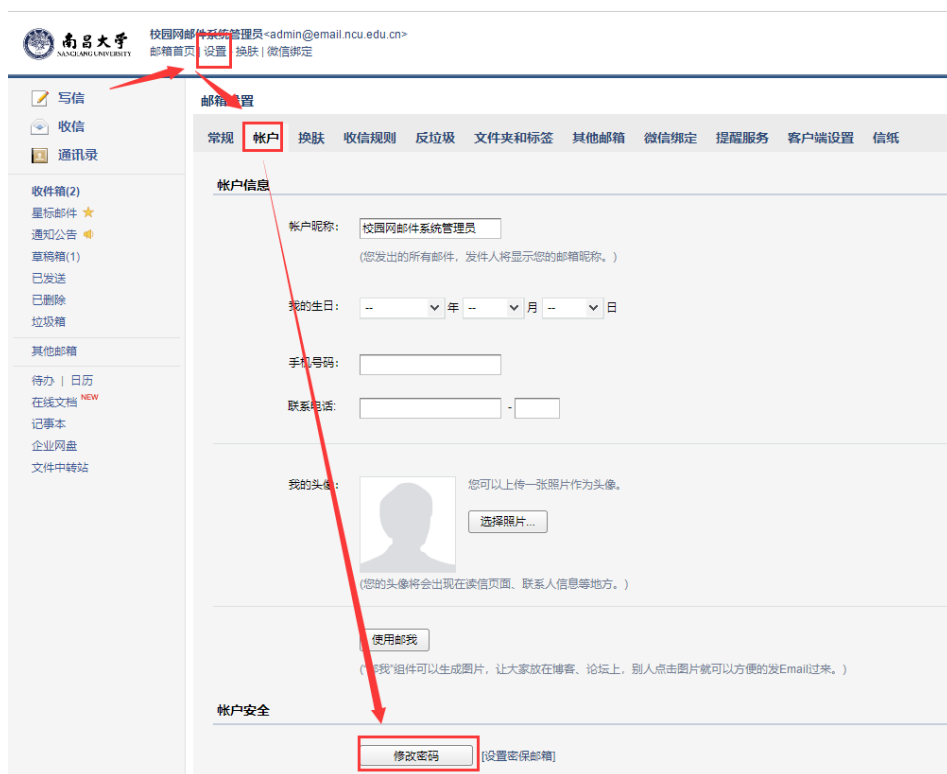 南昌大学
NANCHANG UNIVERSITY
校园网邮件系统管理员<admin@email.ncu.edu.cn>
邮箱首页 | 设置 | 换肤 | 微信绑定
写信
收信
通讯录
收件箱(2)
星标邮件
通知公告
草稿箱(1)
已发送
已删除
垃圾箱
其他邮箱
待办 | 日历
在线文档 NEW
记事本
企业网盘
文件中转站
邮箱设置
常规 帐户 换肤 收信规则 反垃圾 文件夹和标签 其他邮箱 微信绑定 提醒服务 客户端设置 信纸
帐户信息
帐户昵称: 校园网邮件系统管理员
(您发出的所有邮件，发件人将显示您的邮箱昵称。)
我的生日: -- 年 -- 月 -- 日
手机号码:
联系电话: -
我的头像: 您可以上传一张照片作为头像。
选择照片...
(您的头像将会出现在读信页面、联系人信息等地方。)
使用邮我
("邮我"组件可以生成图片，让大家放在博客、论坛上，别人点击图片就可以方便的发Email过来。)
帐户安全
修改密码 [设置密保邮箱]